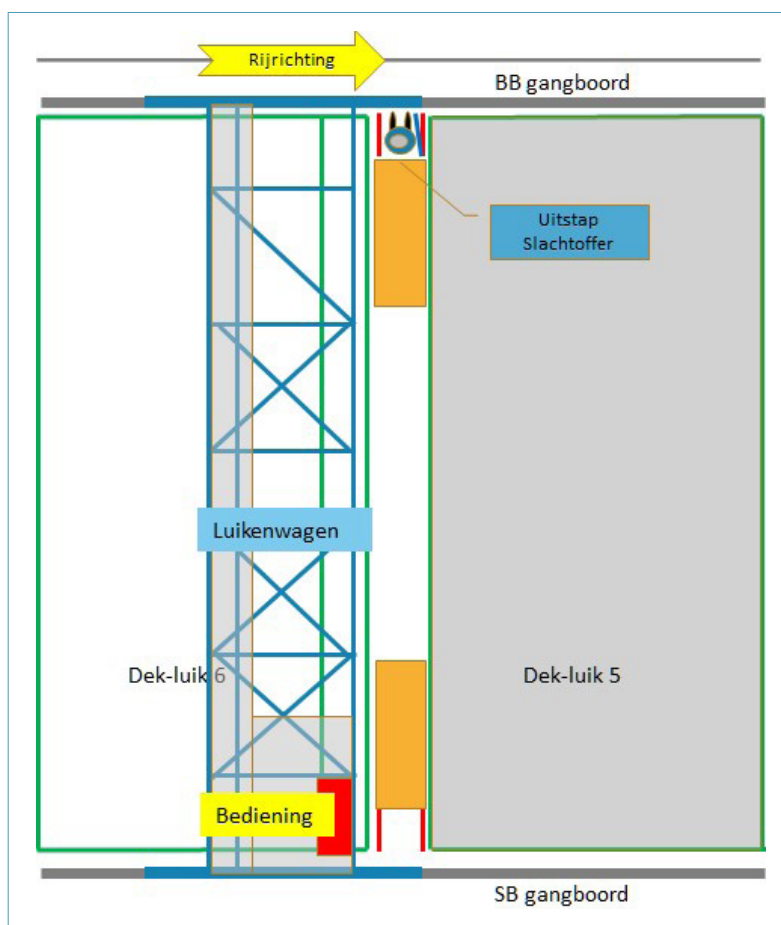 Rijrichting
BB gangboord
Uitstap
Slachtoffer
Luikenwagen
Dek-luik 6
Dek-luik 5
Bediening
SB gangboord